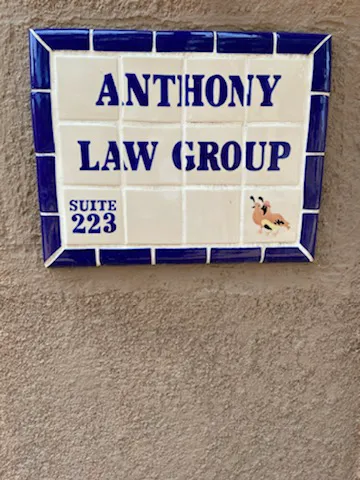 ANTHONY
LAW GROUP
SUITE
223